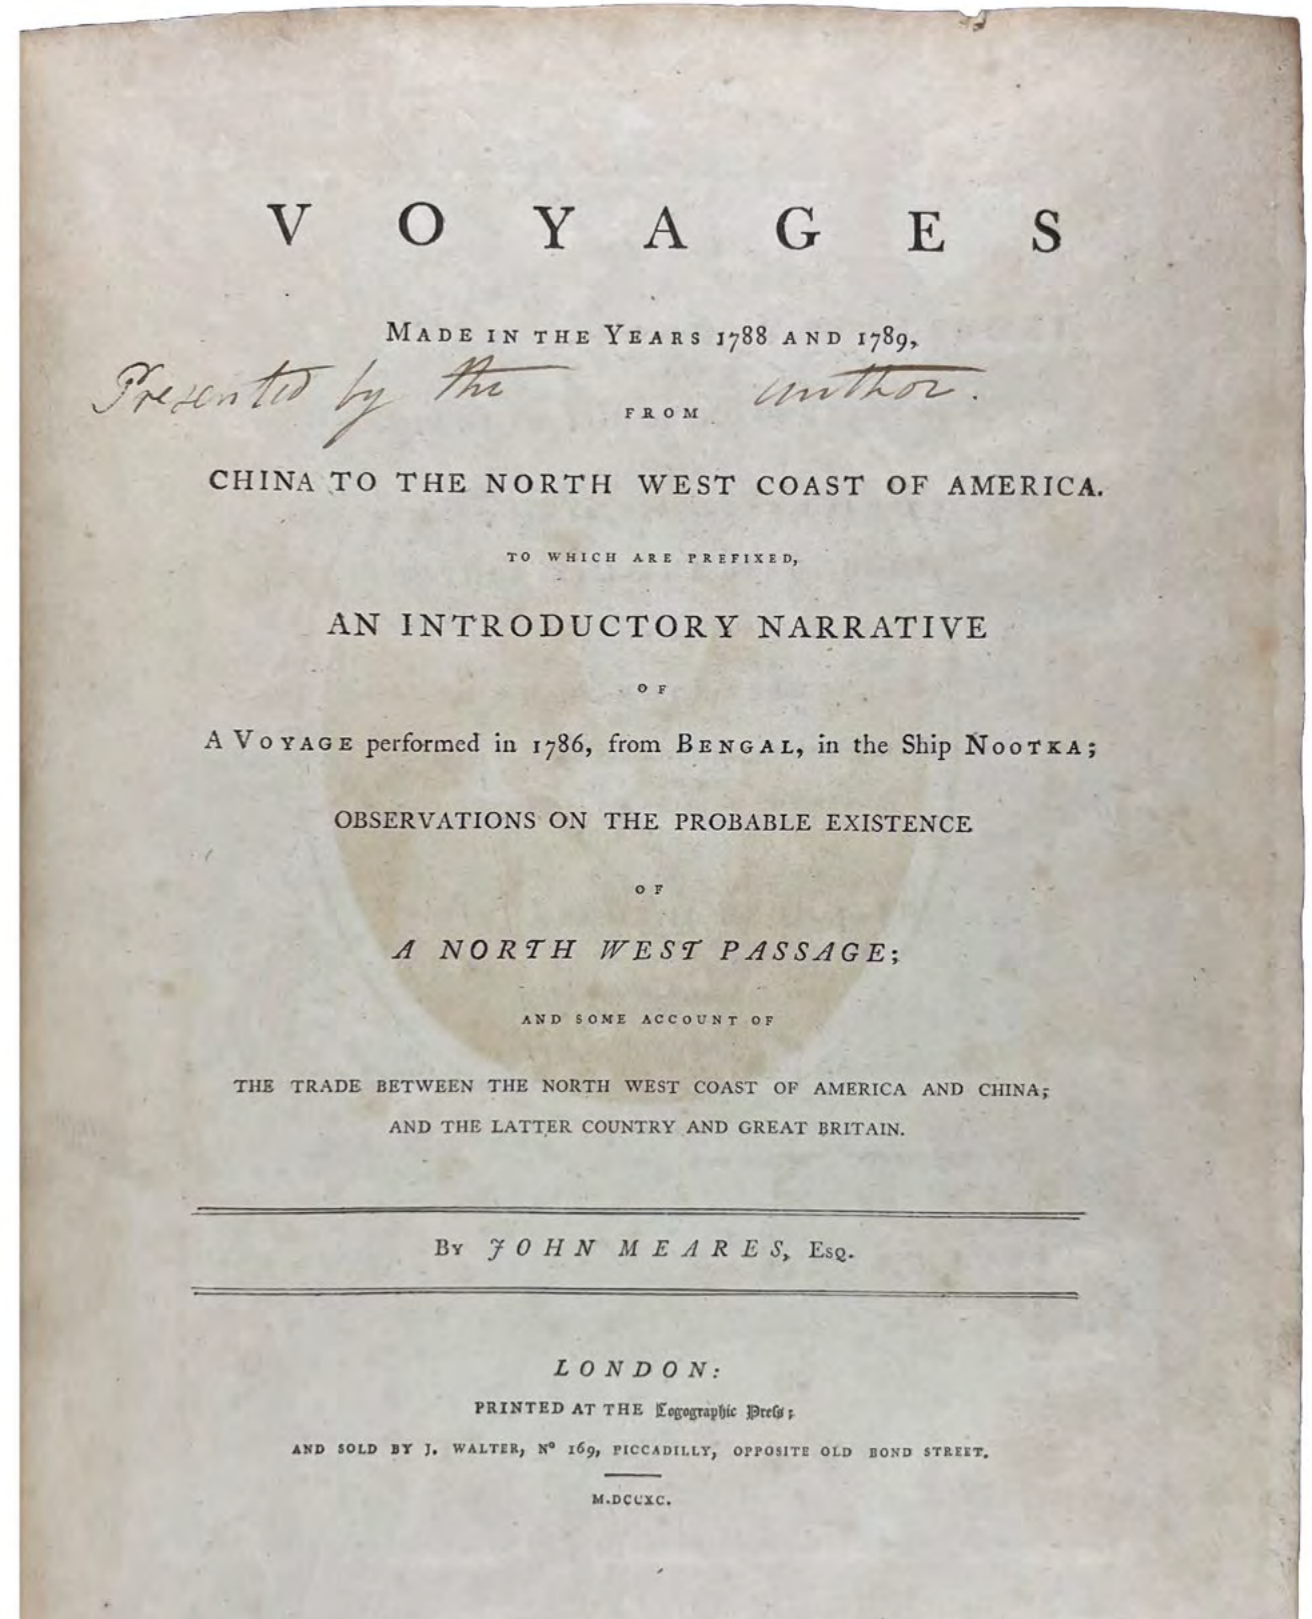 VOYAGES
MADE IN THE YEARS 1788 AND 1789,
Presented by the author.
FROM
CHINA TO THE NORTH WEST COAST OF AMERICA.
TO WHICH ARE PREFIXED,
AN INTRODUCTORY NARRATIVE
OF
A VOYAGE performed in 1786, from BENGAL, in the Ship NOOTKA;
OBSERVATIONS ON THE PROBABLE EXISTENCE
OF
A NORTH WEST PASSAGE;
AND SOME ACCOUNT OF
THE TRADE BETWEEN THE NORTH WEST COAST OF AMERICA AND CHINA;
AND THE LATTER COUNTRY AND GREAT BRITAIN.
BY JOHN MEARES, ESQ.
LONDON:
PRINTED AT THE Logographic Preſs;
AND SOLD BY J. WALTER, Nº 169, PICCADILLY, OPPOSITE OLD BOND STREET.
M.DCCXC.